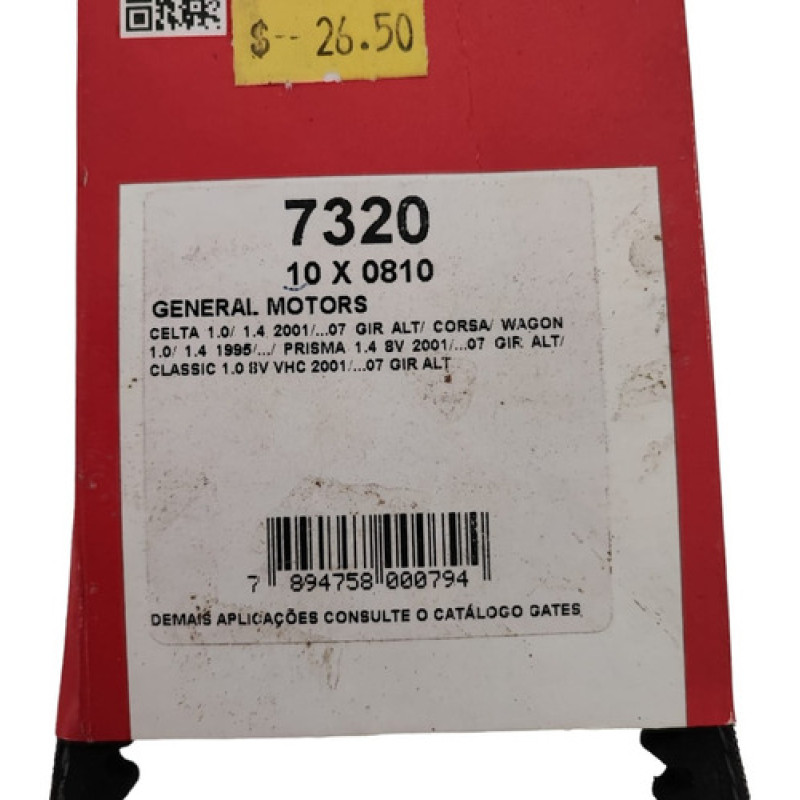 $-- 26.50
7320
10 X 0810
GENERAL MOTORS
CELTA 1.0/ 1.4 2001/...07 GIR ALT/ CORSA/ WAGON
1.0/ 1.4 1995/.../ PRISMA 1.4 8V 2001/...07 GIR ALT/
CLASSIC 1.0 8V VHC 2001/...07 GIR ALT
7 894758 000794
DEMAIS APLICAÇÕES CONSULTE O CATÁLOGO GATES